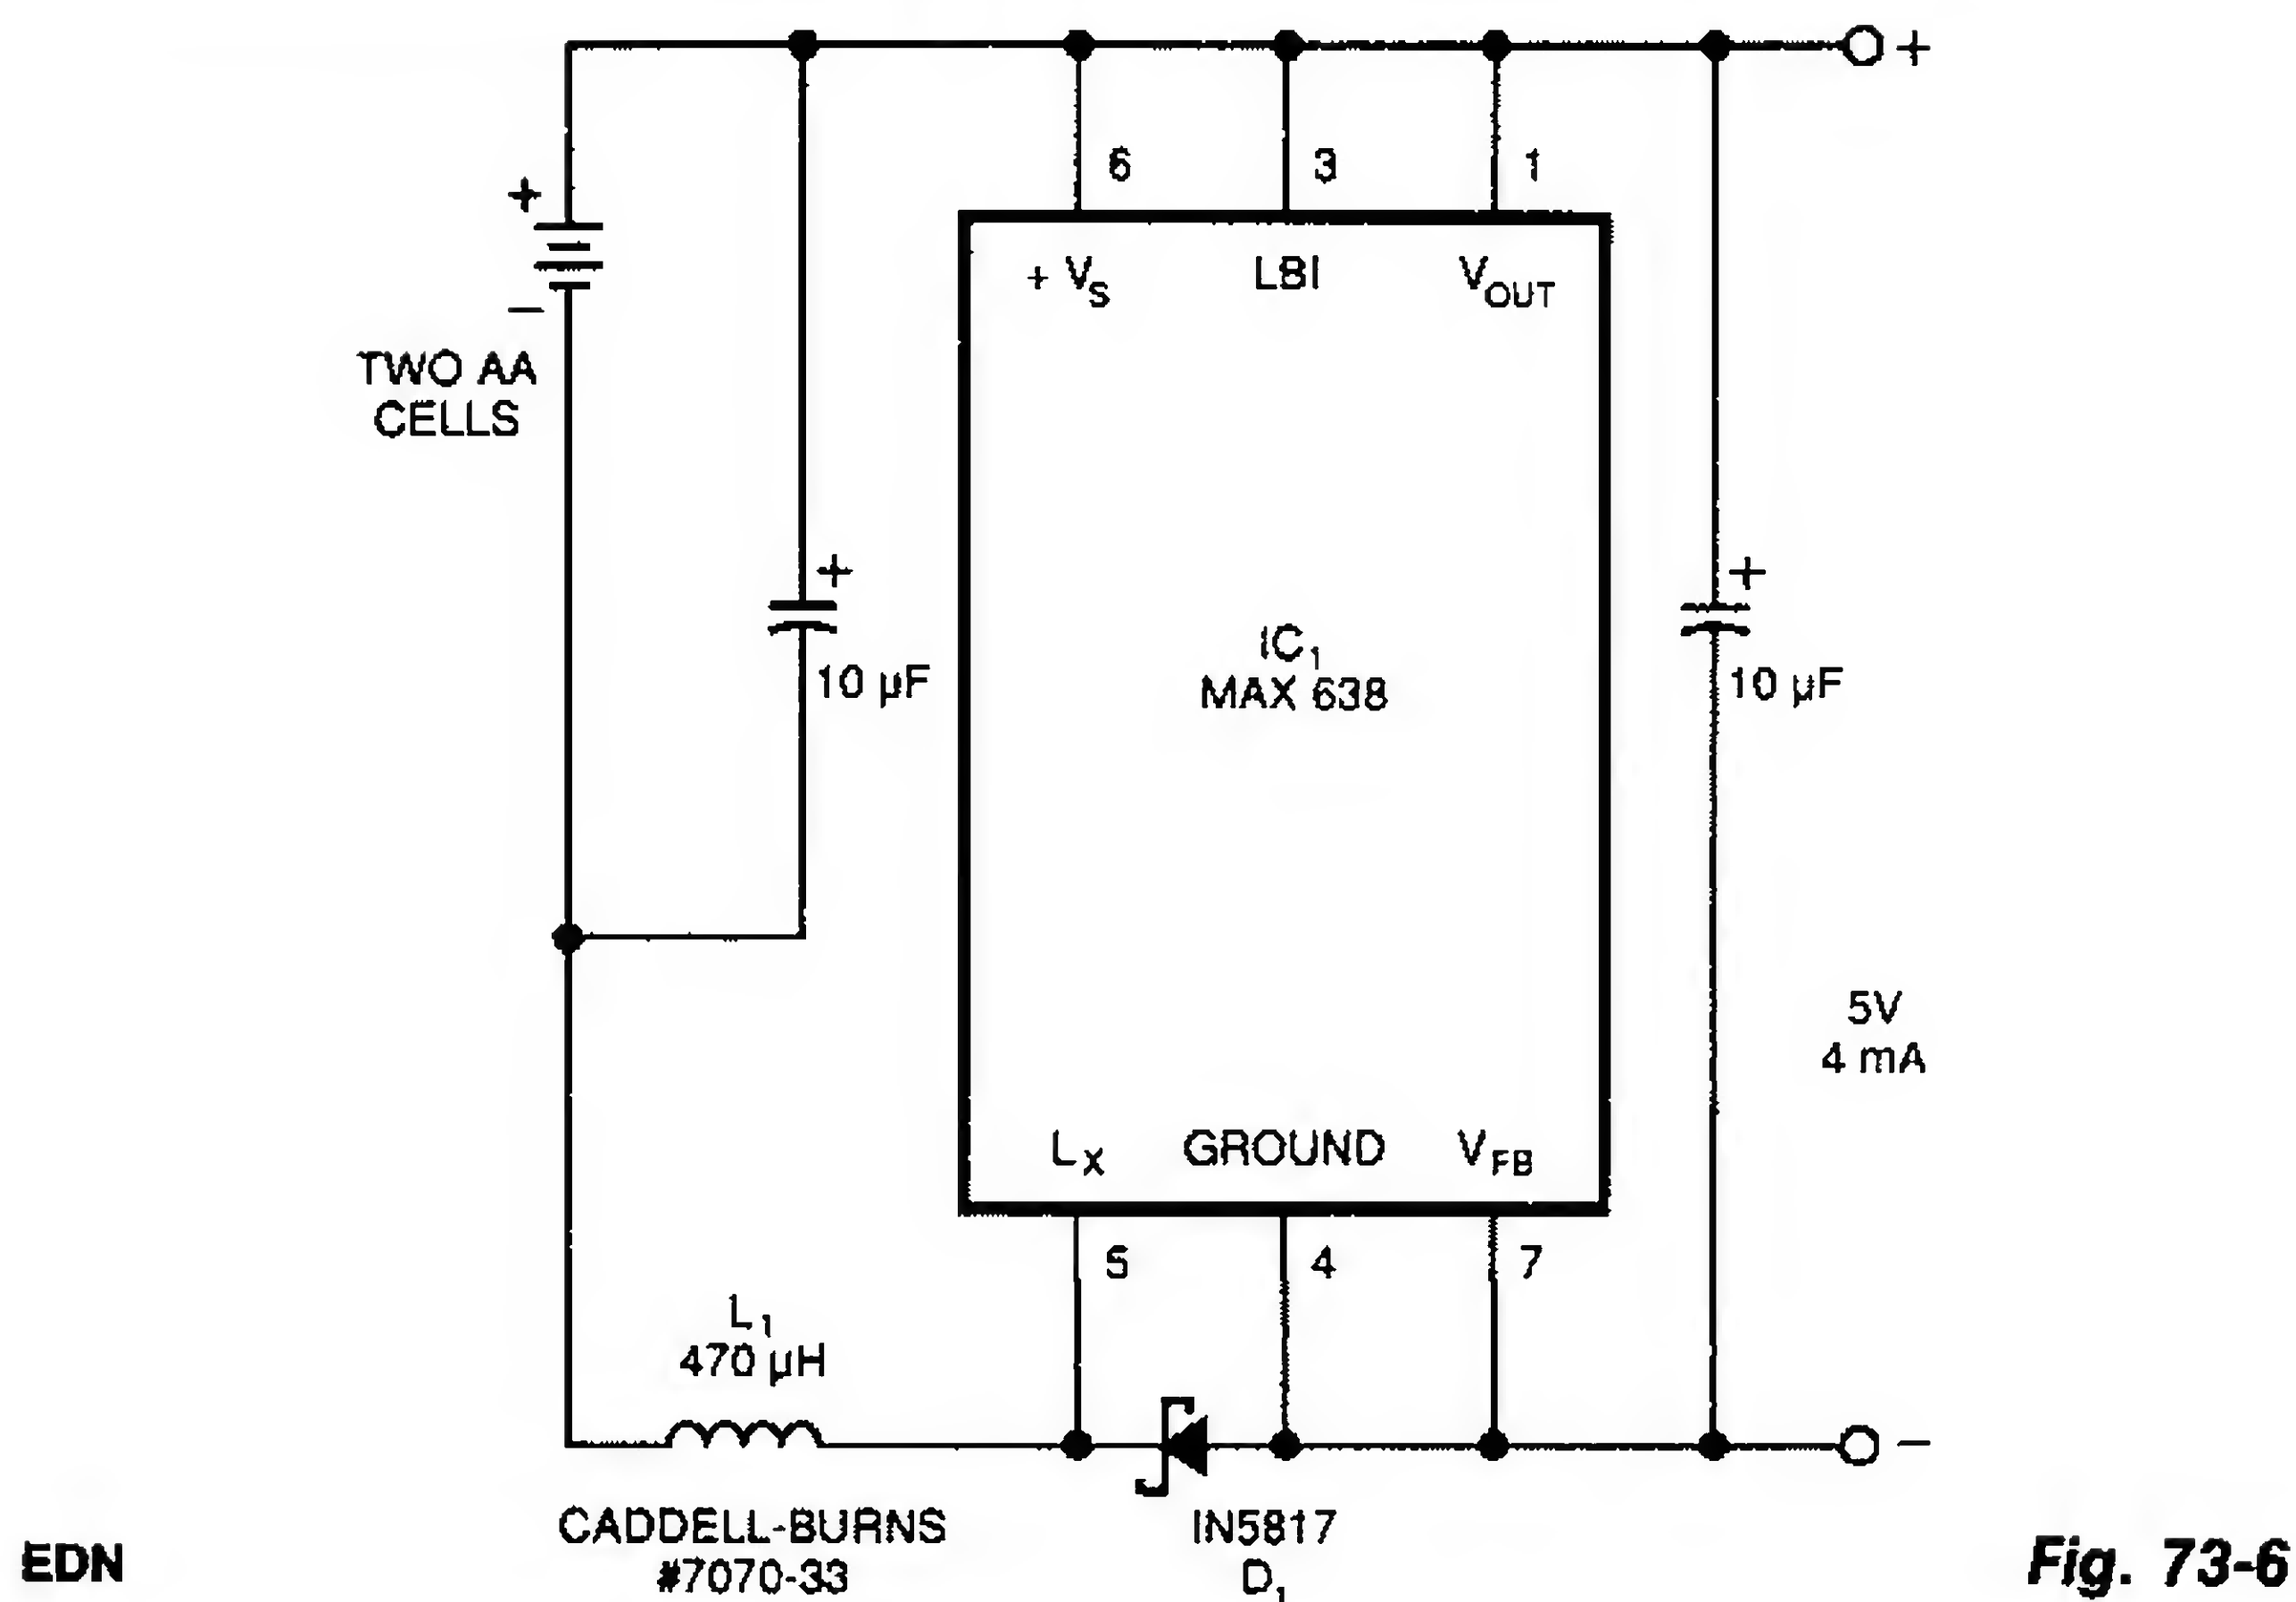 +
6
3
1
+
+ VS
LBI
VOUT
−
TWO AA
CELLS
+
10 µF
IC1
MAX 638
+
10 µF
5V
4 mA
LX
GROUND
VFB
5
4
7
L1
470 µH
−
CADDELL-BURNS
#7070-33
IN5817
D1
EDN
Fig. 73-6